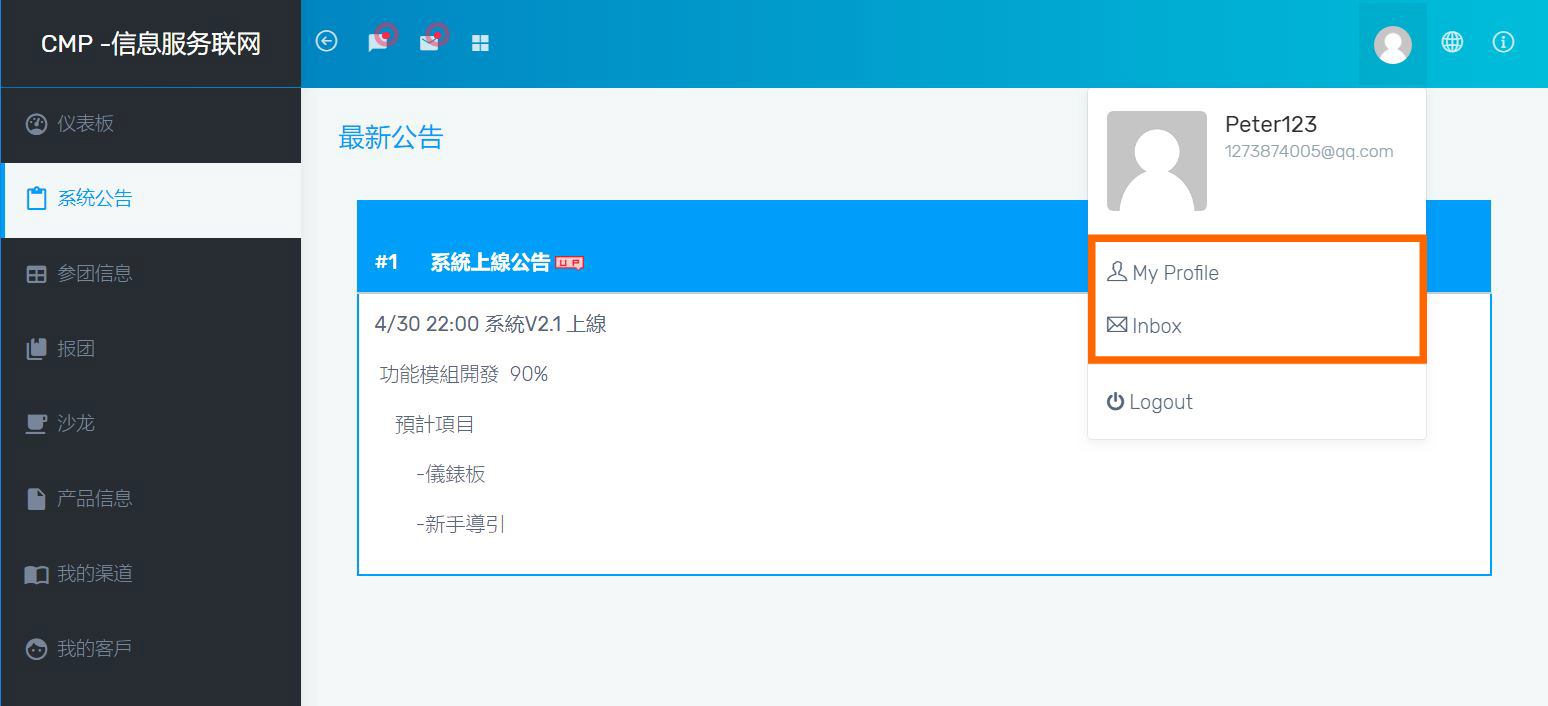 CMP -信息服务联网
仪表板
系统公告
参团信息
报团
沙龙
产品信息
我的渠道
我的客戶
最新公告
#1 系統上線公告 UP
4/30 22:00 系統V2.1 上線
功能模組開發 90%
預計項目
-儀錶板
-新手導引
Peter123
1273874005@qq.com
My Profile
Inbox
Logout